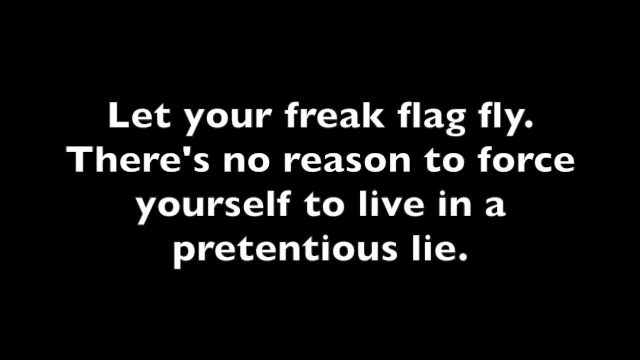 Let your freak flag fly.
There's no reason to force
yourself to live in a
pretentious lie.